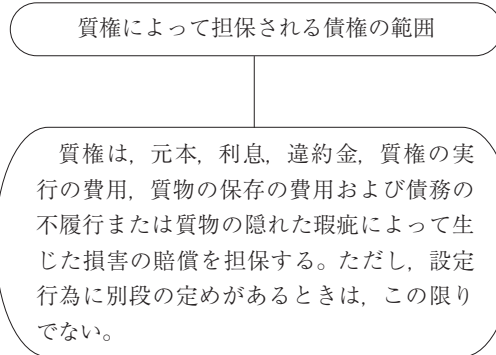 質権によって担保される債権の範囲
質権は，元本，利息，違約金，質権の実
行の費用，質物の保存の費用および債務の
不履行または質物の隠れた瑕疵によって生
じた損害の賠償を担保する。ただし，設定
行為に別段の定めがあるときは，この限り
でない。